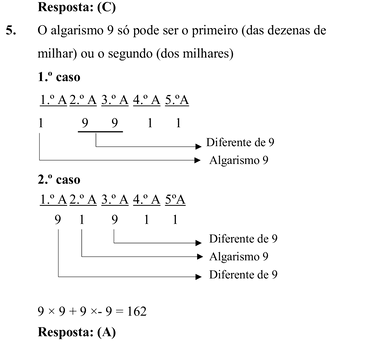 Resposta: (C)
5. O algarismo 9 só pode ser o primeiro (das dezenas de
milhar) ou o segundo (dos milhares)
1.º caso
1.º A 2.º A 3.º A 4.º A 5.ºA
1 9 9 1 1
Diferente de 9
Algarismo 9
2.º caso
1.º A 2.º A 3.º A 4.º A 5ºA
9 1 9 1 1
Diferente de 9
Algarismo 9
Diferente de 9
9 × 9 + 9 ×- 9 = 162
Resposta: (A)